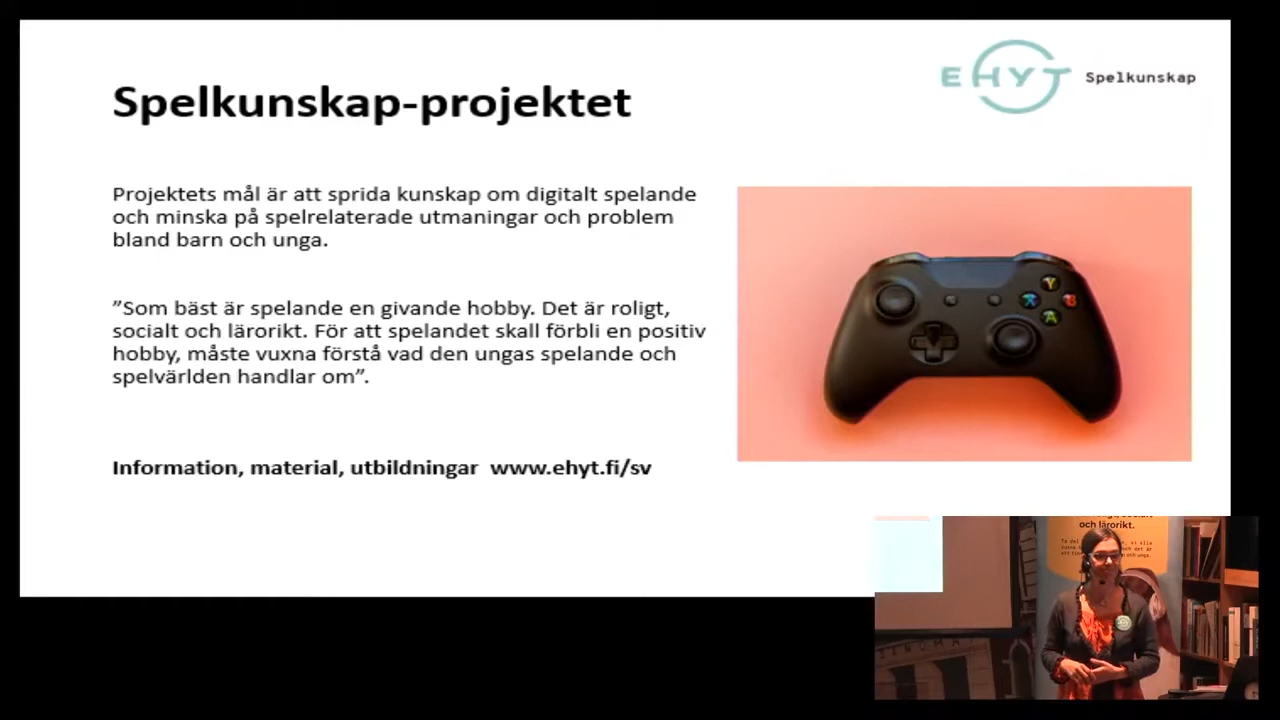 Spelkunskap-projektet
EHYT Spelkunskap
Projektets mål är att sprida kunskap om digitalt spelande
och minska på spelrelaterade utmaningar och problem
bland barn och unga.
”Som bäst är spelande en givande hobby. Det är roligt,
socialt och lärorikt. För att spelandet skall förbli en positiv
hobby, måste vuxna förstå vad den ungas spelande och
spelvärlden handlar om”.
Information, material, utbildningar www.ehyt.fi/sv
Y
X
B
A
och lärorikt.